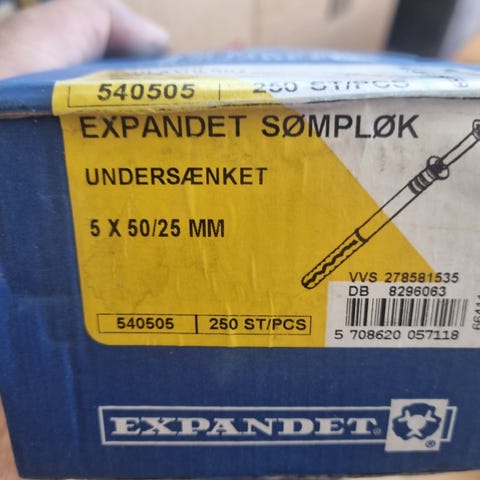 540505 250 ST/PCS
EXPANDET SØMPLØK
UNDERSÆNKET
5 X 50/25 MM
VVS 278581535
DB 8296063
5 708620 057118
540505 250 ST/PCS
EXPANDET®